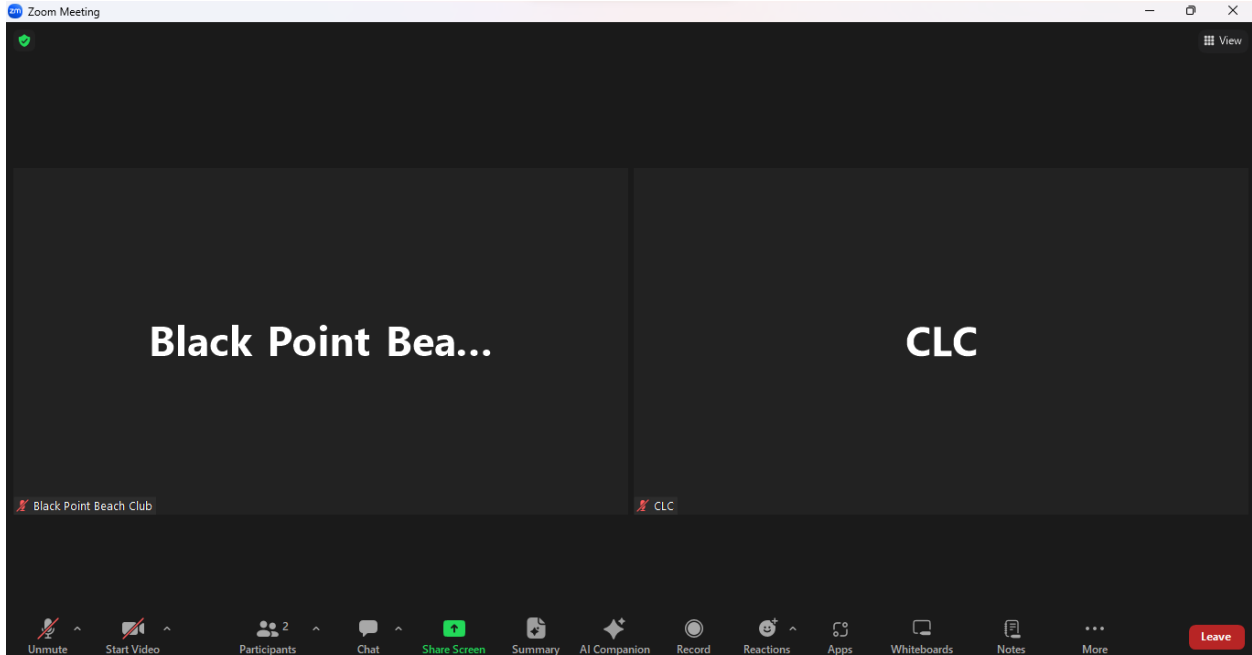 zm Zoom Meeting
View
Black Point Bea...
CLC
Black Point Beach Club
CLC
2
Unmute
Start Video
Participants
Chat
Share Screen
Summary
AI Companion
Record
Reactions
Apps
Whiteboards
Notes
More
Leave